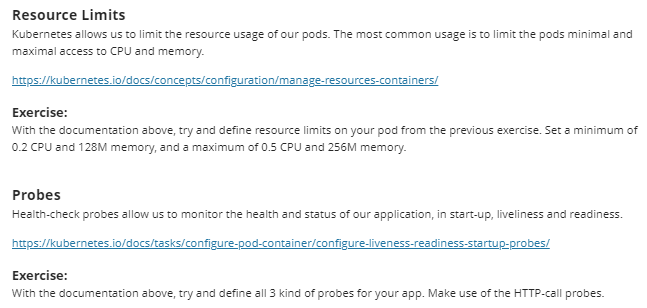 Resource Limits
Kubernetes allows us to limit the resource usage of our pods. The most common usage is to limit the pods minimal and
maximal access to CPU and memory.
https://kubernetes.io/docs/concepts/configuration/manage-resources-containers/
Exercise:
With the documentation above, try and define resource limits on your pod from the previous exercise. Set a minimum of
0.2 CPU and 128M memory, and a maximum of 0.5 CPU and 256M memory.
Probes
Health-check probes allow us to monitor the health and status of our application, in start-up, liveliness and readiness.
https://kubernetes.io/docs/tasks/configure-pod-container/configure-liveness-readiness-startup-probes/
Exercise:
With the documentation above, try and define all 3 kind of probes for your app. Make use of the HTTP-call probes.